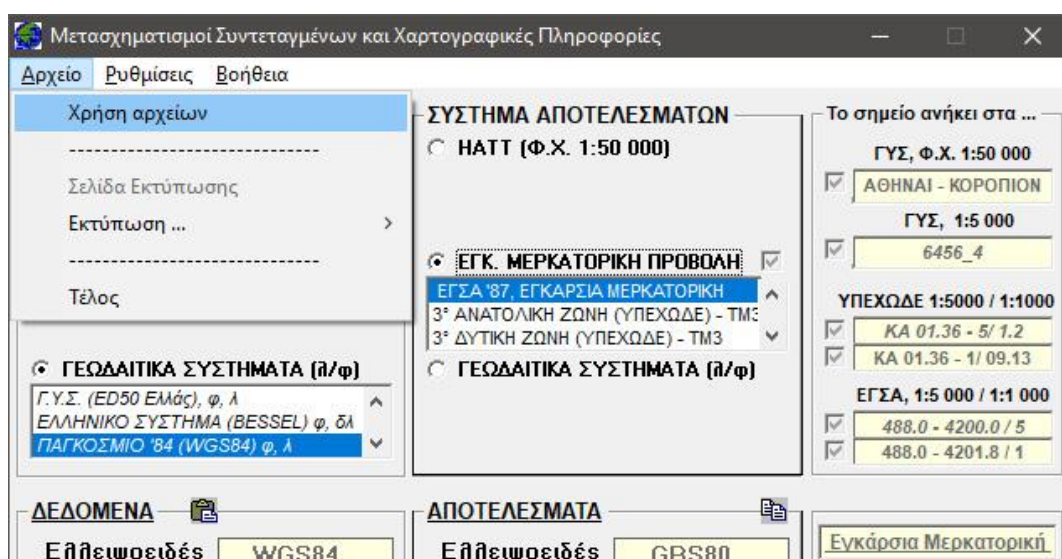 Μετασχηματισμοί Συντεταγμένων και Χαρτογραφικές Πληροφορίες
Αρχείο Ρυθμίσεις Βοήθεια
Χρήση αρχείων
------------------------------
Σελίδα Εκτύπωσης
Εκτύπωση ... >
------------------------------
Τέλος
ΓΕΩΔΑΙΤΙΚΑ ΣΥΣΤΗΜΑΤΑ (λ/φ)
Γ.Υ.Σ. (ED50 Ελλάς), φ, λ
ΕΛΛΗΝΙΚΟ ΣΥΣΤΗΜΑ (BESSEL) φ, δλ
ΠΑΓΚΟΣΜΙΟ '84 (WGS84) φ, λ
ΣΥΣΤΗΜΑ ΑΠΟΤΕΛΕΣΜΑΤΩΝ
HATT (Φ.Χ. 1:50 000)
ΕΓΚ. ΜΕΡΚΑΤΟΡΙΚΗ ΠΡΟΒΟΛΗ
ΕΓΣΑ '87, ΕΓΚΑΡΣΙΑ ΜΕΡΚΑΤΟΡΙΚΗ
3° ΑΝΑΤΟΛΙΚΗ ΖΩΝΗ (ΥΠΕΧΩΔΕ) - ΤΜ3
3° ΔΥΤΙΚΗ ΖΩΝΗ (ΥΠΕΧΩΔΕ) - ΤΜ3
ΓΕΩΔΑΙΤΙΚΑ ΣΥΣΤΗΜΑΤΑ (λ/φ)
Το σημείο ανήκει στα ...
ΓΥΣ, Φ.Χ. 1:50 000
ΑΘΗΝΑΙ - ΚΟΡΟΠΙΟΝ
ΓΥΣ, 1:5 000
6456_4
ΥΠΕΧΩΔΕ 1:5000 / 1:1000
ΚΑ 01.36 - 5/ 1.2
ΚΑ 01.36 - 1/ 09.13
ΕΓΣΑ, 1:5 000 / 1:1 000
488.0 - 4200.0 / 5
488.0 - 4201.8 / 1
ΔΕΔΟΜΕΝΑ
Ελλειψοειδές WGS84
ΑΠΟΤΕΛΕΣΜΑΤΑ
Ελλειψοειδές GRS80
Εγκάρσια Μερκατορική